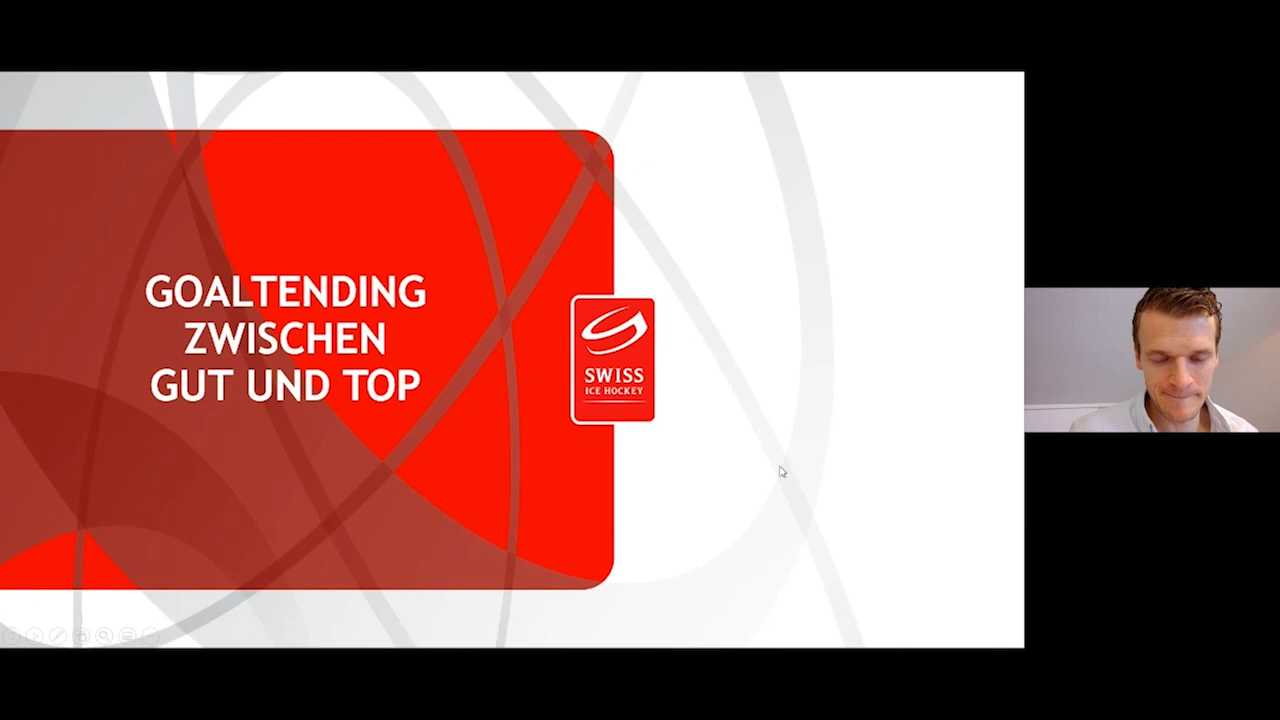 GOALTENDING
ZWISCHEN
GUT UND TOP
SWISS
ICE HOCKEY